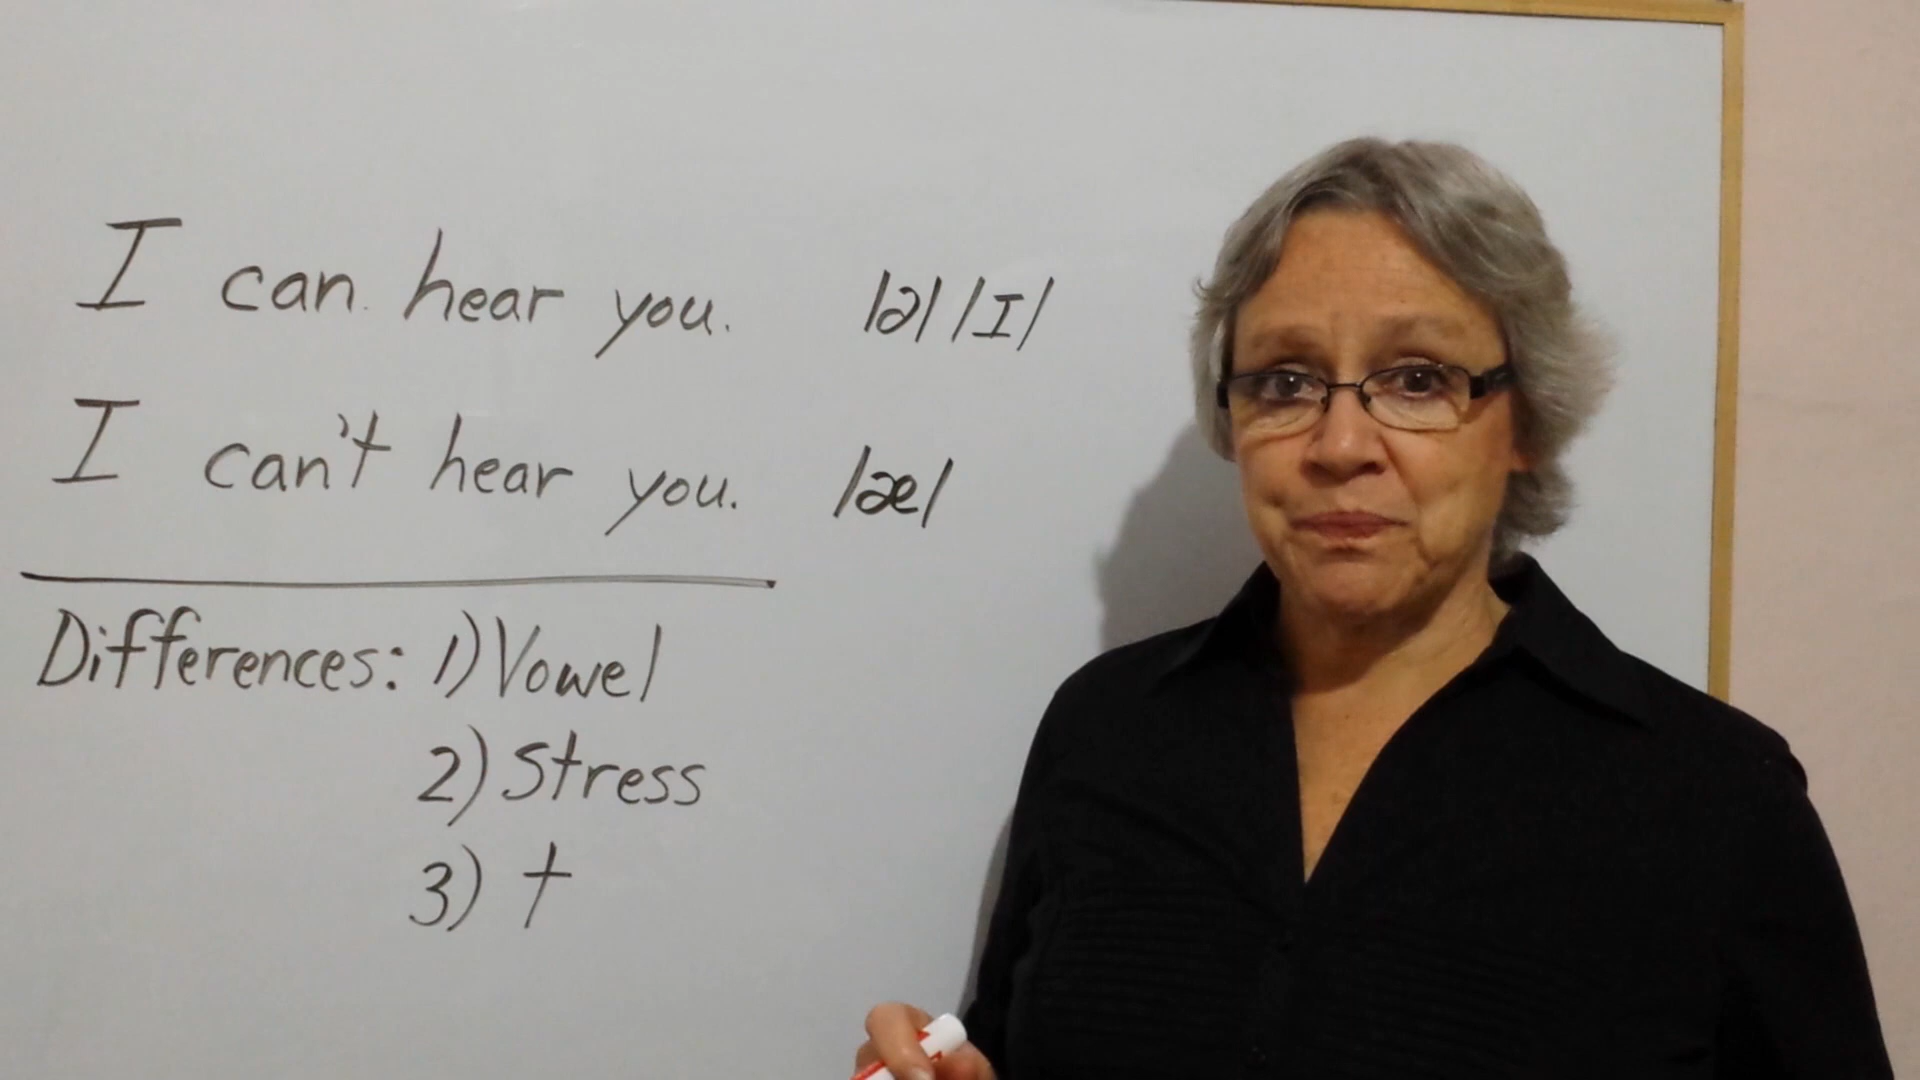 I can hear you. /ə/ /ɪ/
I can't hear you. /æ/
Differences: 1) Vowel
2) Stress
3) t